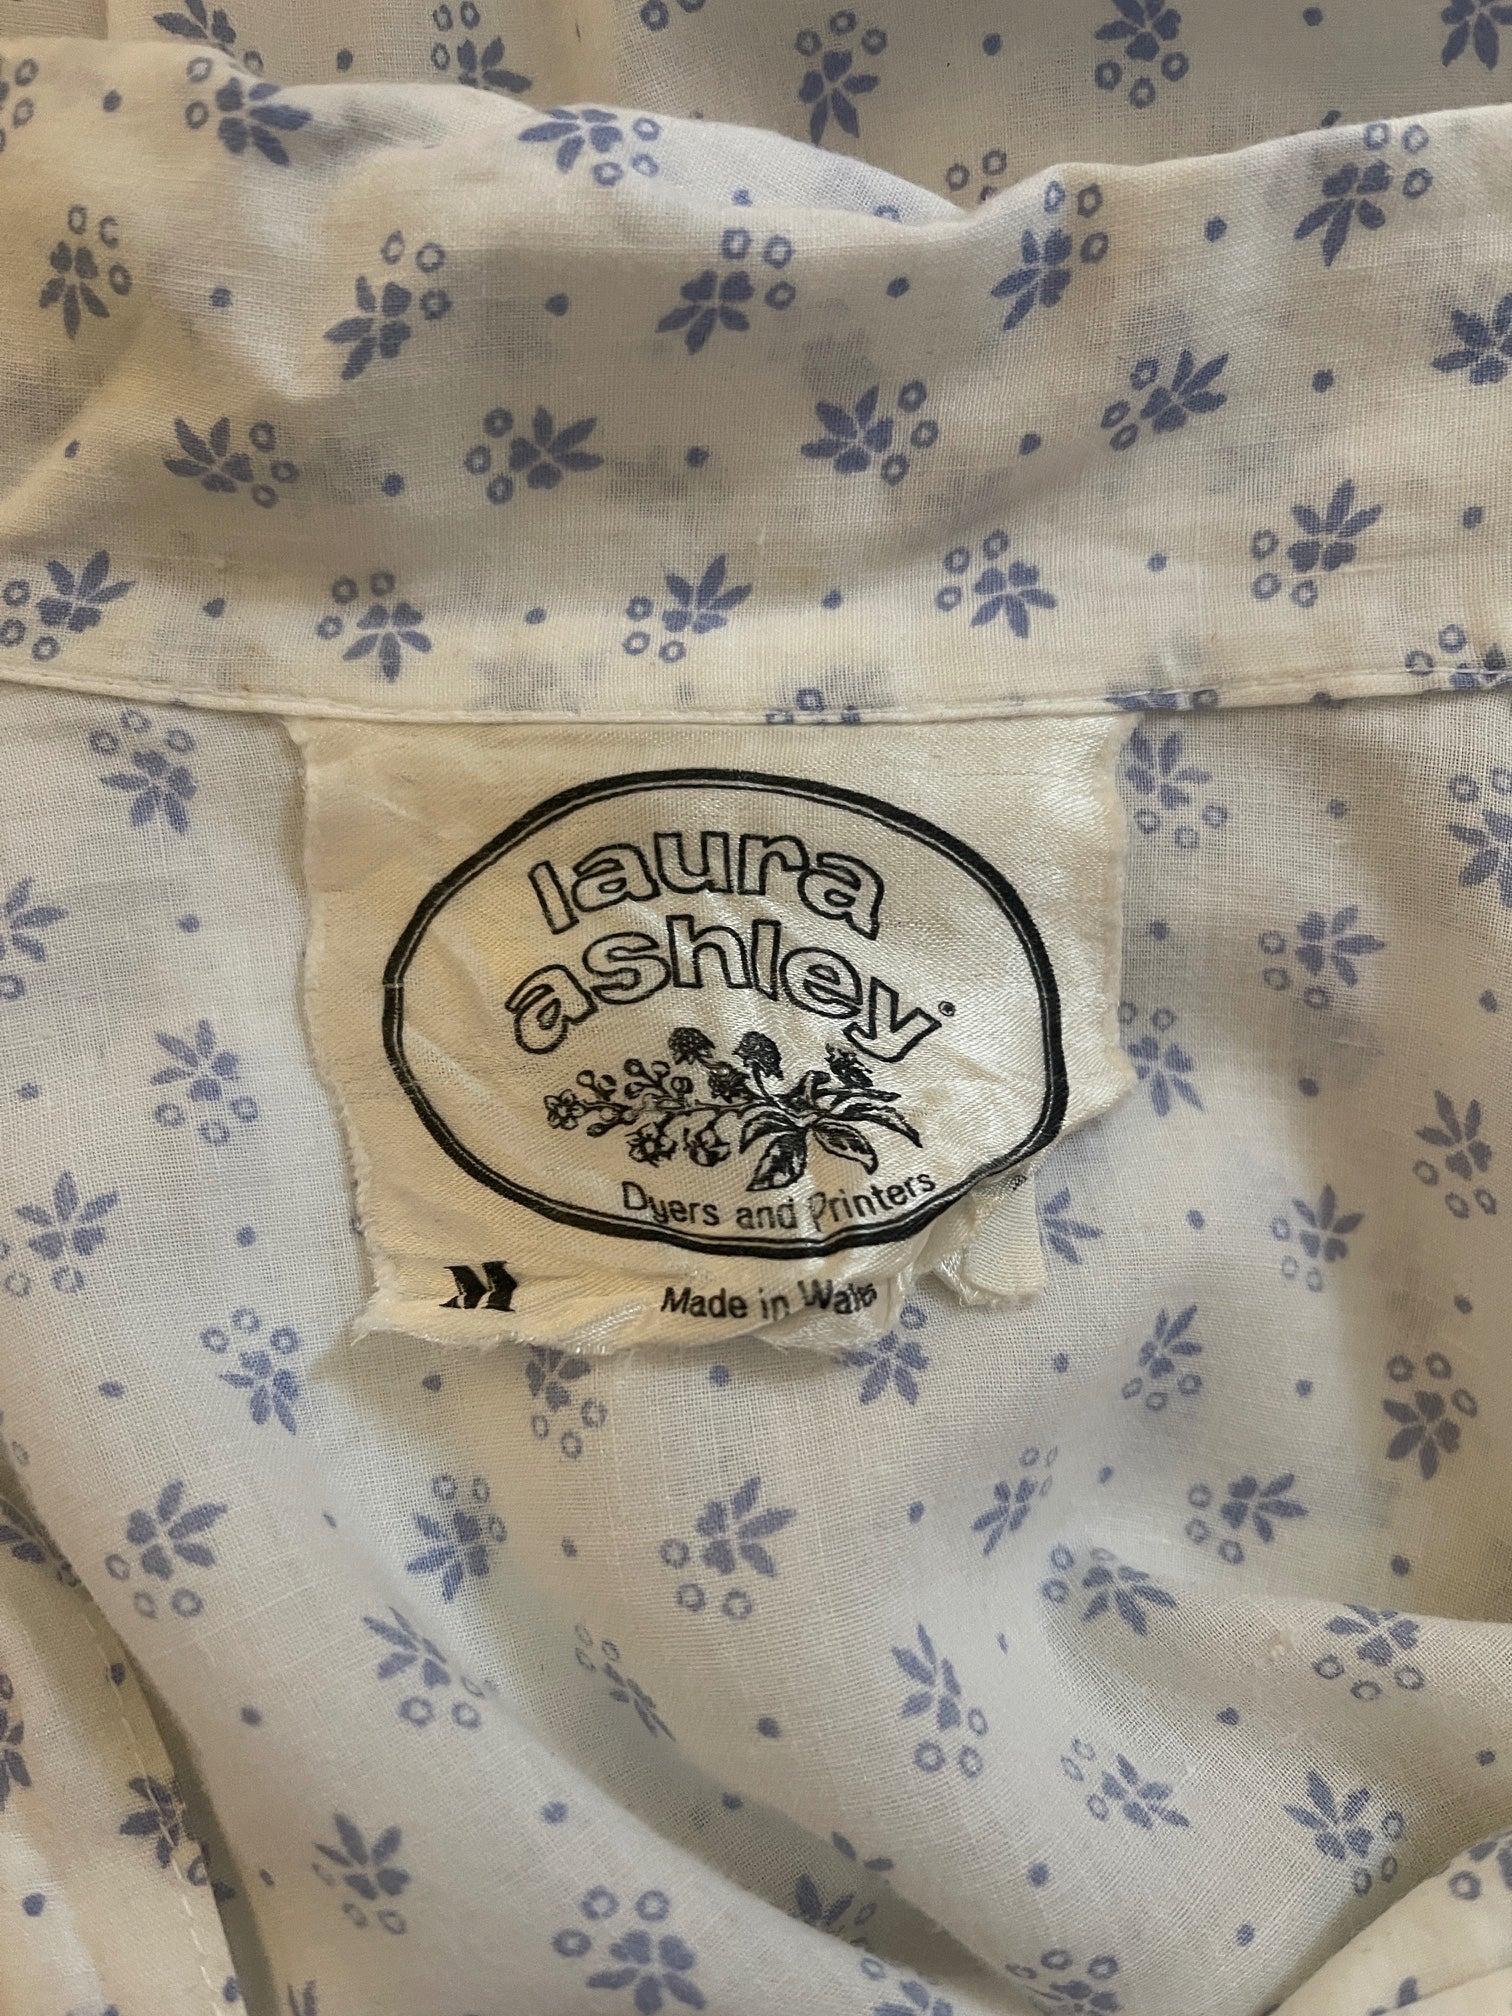 laura
ashley
Dyers and Printers
M
Made in Wales